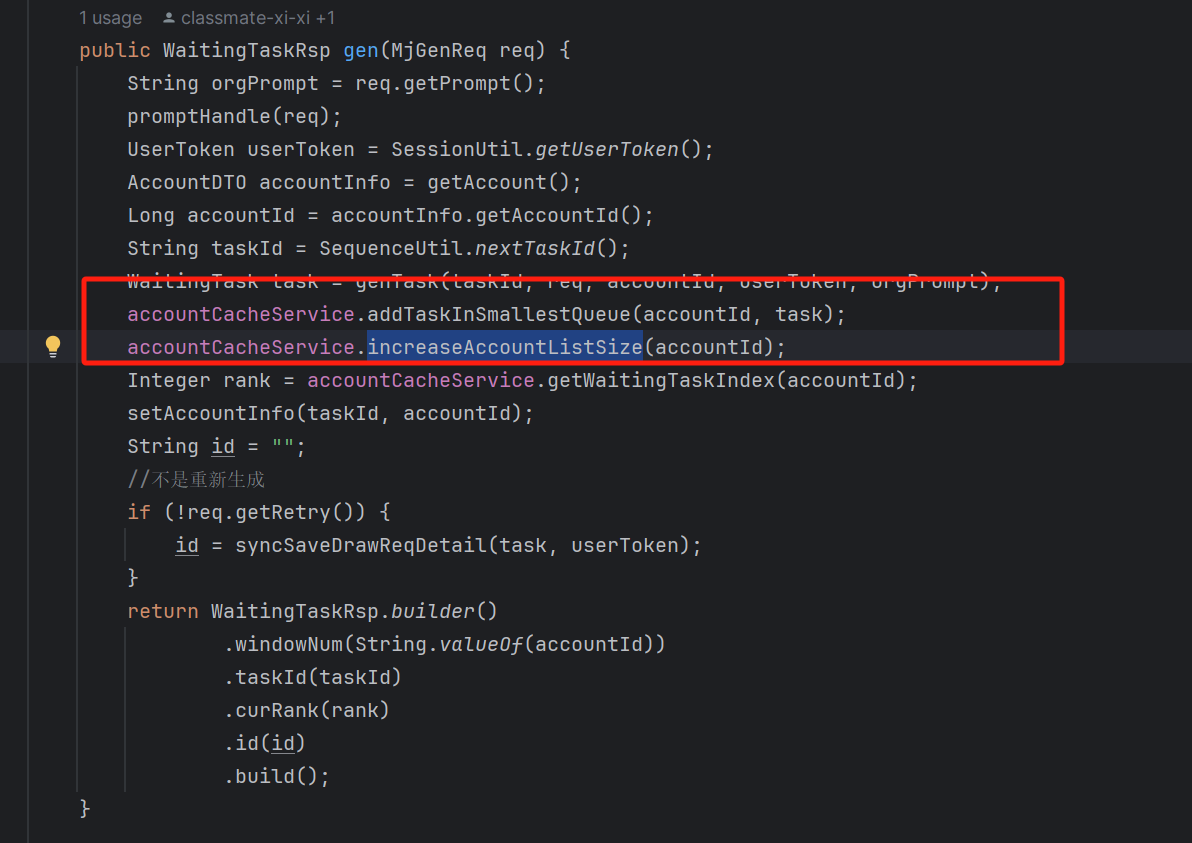 1 usage classmate-xi-xi +1
public WaitingTaskRsp gen(MjGenReq req) {
String orgPrompt = req.getPrompt();
promptHandle(req);
UserToken userToken = SessionUtil.getUserToken();
AccountDTO accountInfo = getAccount();
Long accountId = accountInfo.getAccountId();
String taskId = SequenceUtil.nextTaskId();
WaitingTask task = genTask(taskId, req, accountId, userToken, orgPrompt);
accountCacheService.addTaskInSmallestQueue(accountId, task);
accountCacheService.increaseAccountListSize(accountId);
Integer rank = accountCacheService.getWaitingTaskIndex(accountId);
setAccountInfo(taskId, accountId);
String id = "";
//不是重新生成
if (!req.getRetry()) {
id = syncSaveDrawReqDetail(task, userToken);
}
return WaitingTaskRsp.builder()
.windowNum(String.valueOf(accountId))
.taskId(taskId)
.curRank(rank)
.id(id)
.build();
}